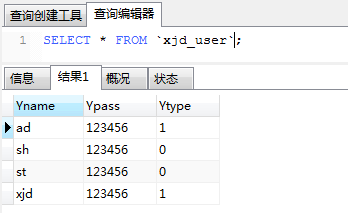 查询创建工具 查询编辑器
1 SELECT * FROM `xjd_user`;
信息 结果1 概况 状态
Yname Ypass Ytype
ad 123456 1
sh 123456 0
st 123456 0
xjd 123456 1